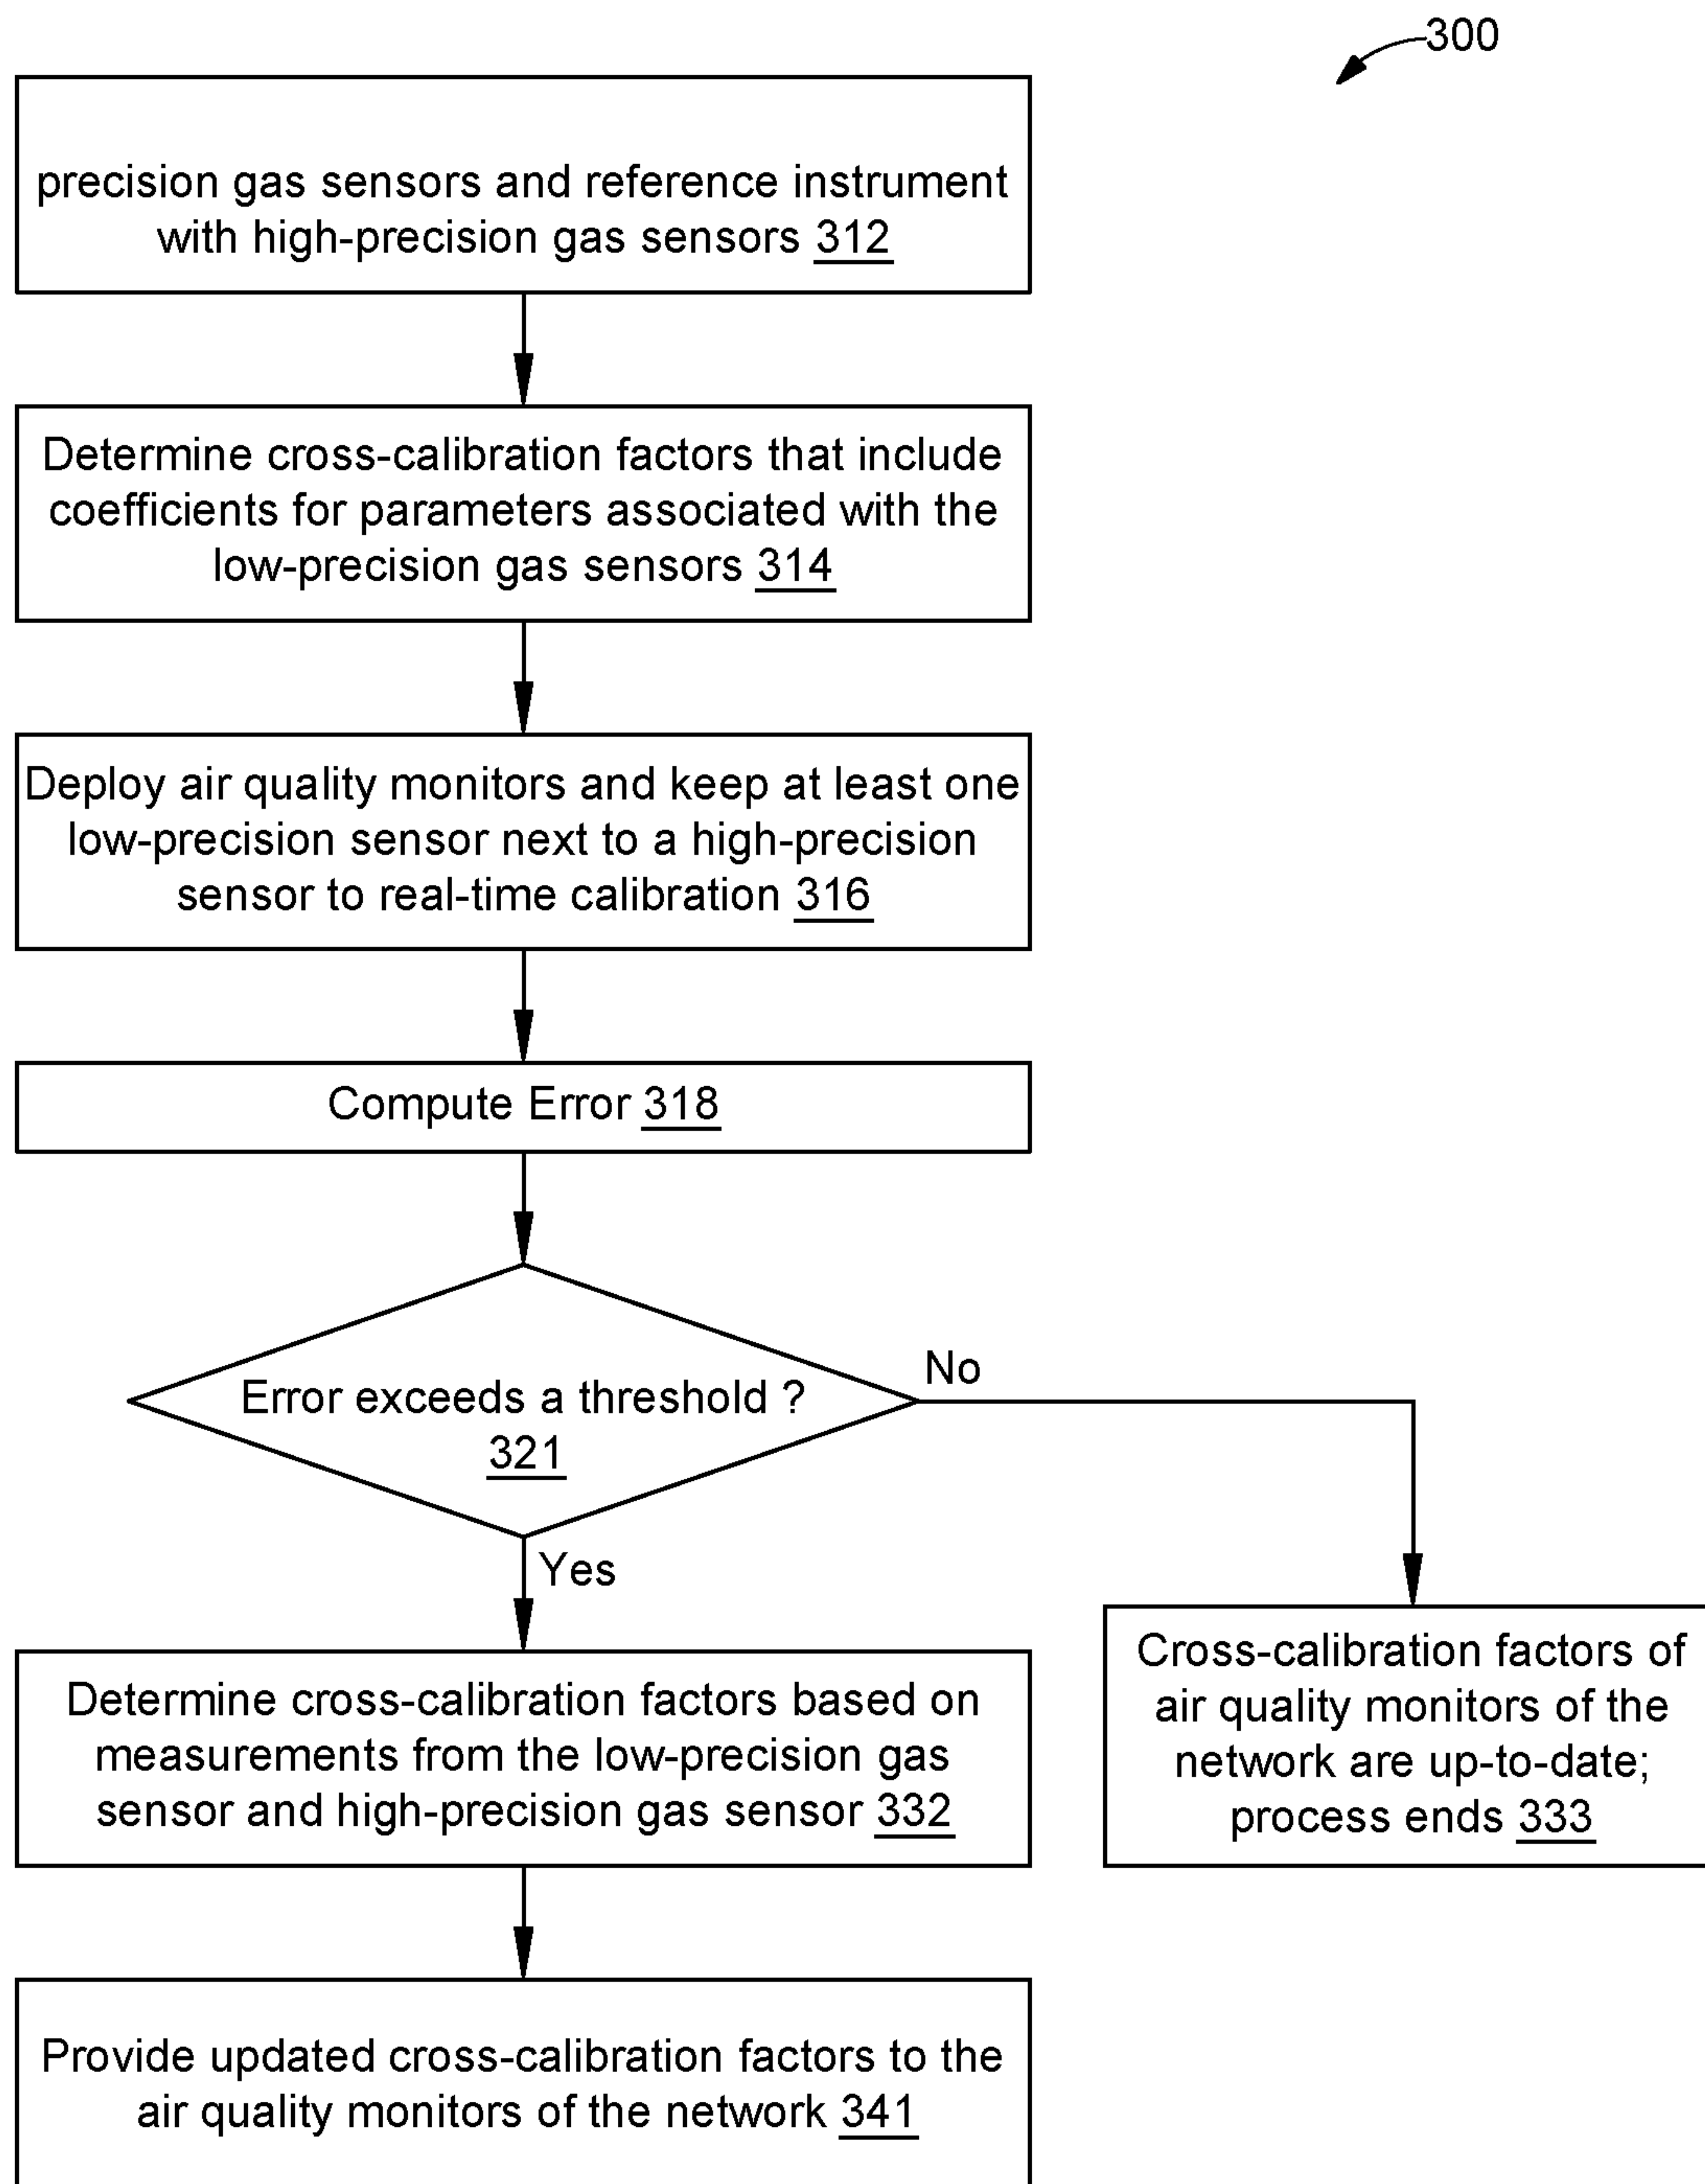 300
precision gas sensors and reference instrument
with high-precision gas sensors 312
Determine cross-calibration factors that include
coefficients for parameters associated with the
low-precision gas sensors 314
Deploy air quality monitors and keep at least one
low-precision sensor next to a high-precision
sensor to real-time calibration 316
Compute Error 318
Error exceeds a threshold ?
321
No
Yes
Determine cross-calibration factors based on
measurements from the low-precision gas
sensor and high-precision gas sensor 332
Cross-calibration factors of
air quality monitors of the
network are up-to-date;
process ends 333
Provide updated cross-calibration factors to the
air quality monitors of the network 341